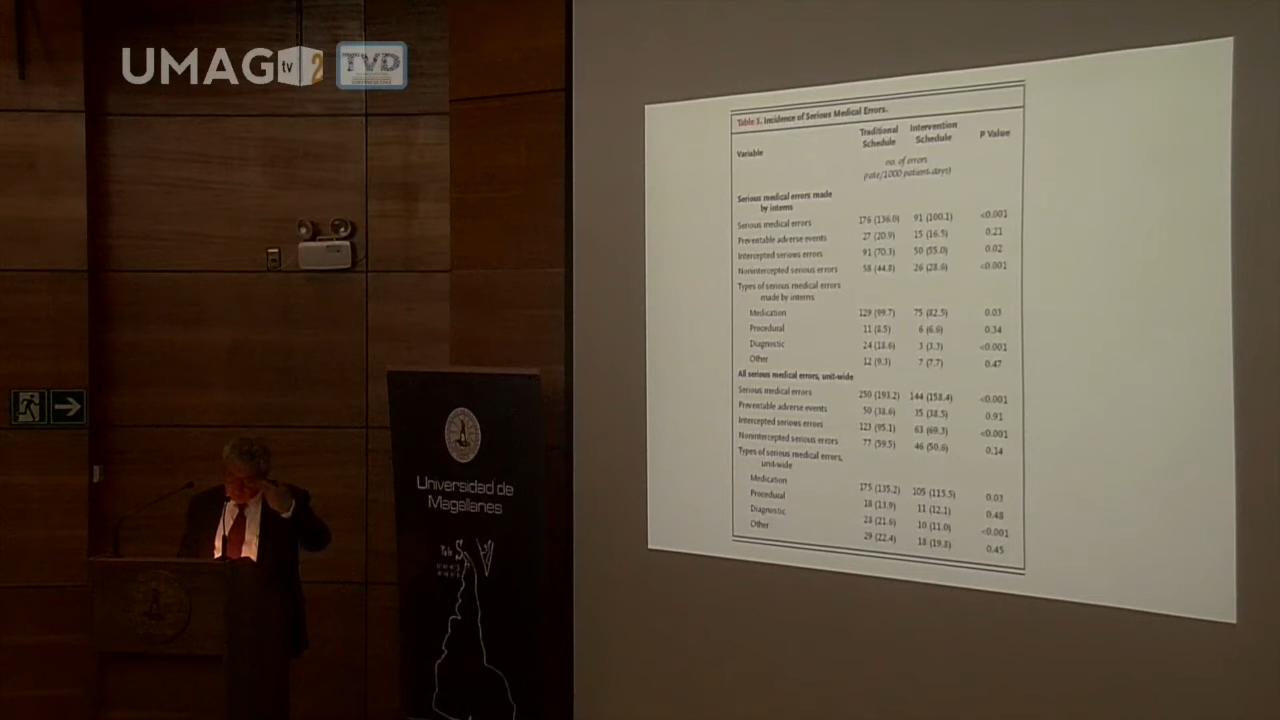 UMAG tv 2
TVD
Universidad de
Magallanes
Table 3. Incidence of Serious Medical Errors.
Variable
Traditional Schedule
Intervention Schedule
P Value
no. of errors
(rate/1000 patient-days)
Serious medical errors made
by interns
Serious medical errors 176 (136.0) 91 (100.1) <0.001
Preventable adverse events 27 (20.9) 15 (16.5) 0.21
Intercepted serious errors 91 (70.3) 50 (55.0) 0.02
Nonintercepted serious errors 58 (44.8) 26 (28.6) <0.001
Types of serious medical errors
made by interns
Medication 129 (99.7) 75 (82.5) 0.03
Procedural 11 (8.5) 6 (6.6) 0.34
Diagnostic 24 (18.6) 3 (3.3) <0.001
Other 12 (9.3) 7 (7.7) 0.47
All serious medical errors, unit-wide
Serious medical errors 250 (193.2) 144 (158.4) <0.001
Preventable adverse events 50 (38.6) 35 (38.5) 0.91
Intercepted serious errors 123 (95.1) 63 (69.3) <0.001
Nonintercepted serious errors 77 (59.5) 46 (50.6) 0.14
Types of serious medical errors,
unit-wide
Medication 175 (135.2) 105 (115.5) 0.03
Procedural 18 (13.9) 11 (12.1) 0.48
Diagnostic 28 (21.6) 10 (11.0) <0.001
Other 29 (22.4) 18 (19.8) 0.45